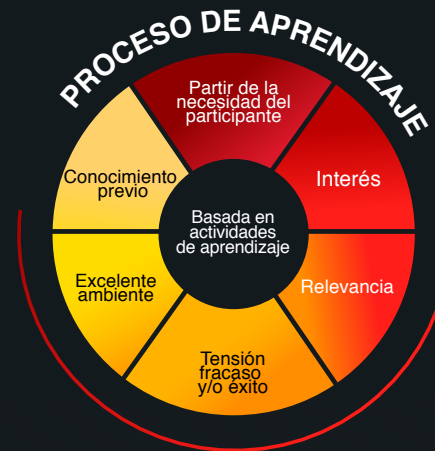 PROCESO DE APRENDIZAJE
Partir de la
necesidad del
participante
Interés
Relevancia
Tensión
fracaso
y/o éxito
Excelente
ambiente
Conocimiento
previo
Basada en
actividades
de aprendizaje